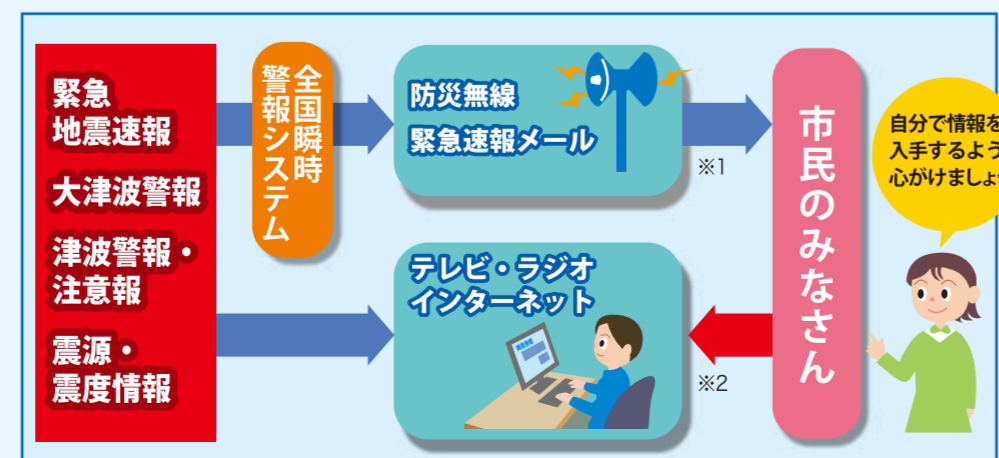 緊急
地震速報
大津波警報
津波警報・
注意報
震源・
震度情報
全国瞬時
警報システム
防災無線
緊急速報メール
※1
テレビ・ラジオ
インターネット
※2
市民のみなさん
自分で情報を
入手するよう
心がけましょ